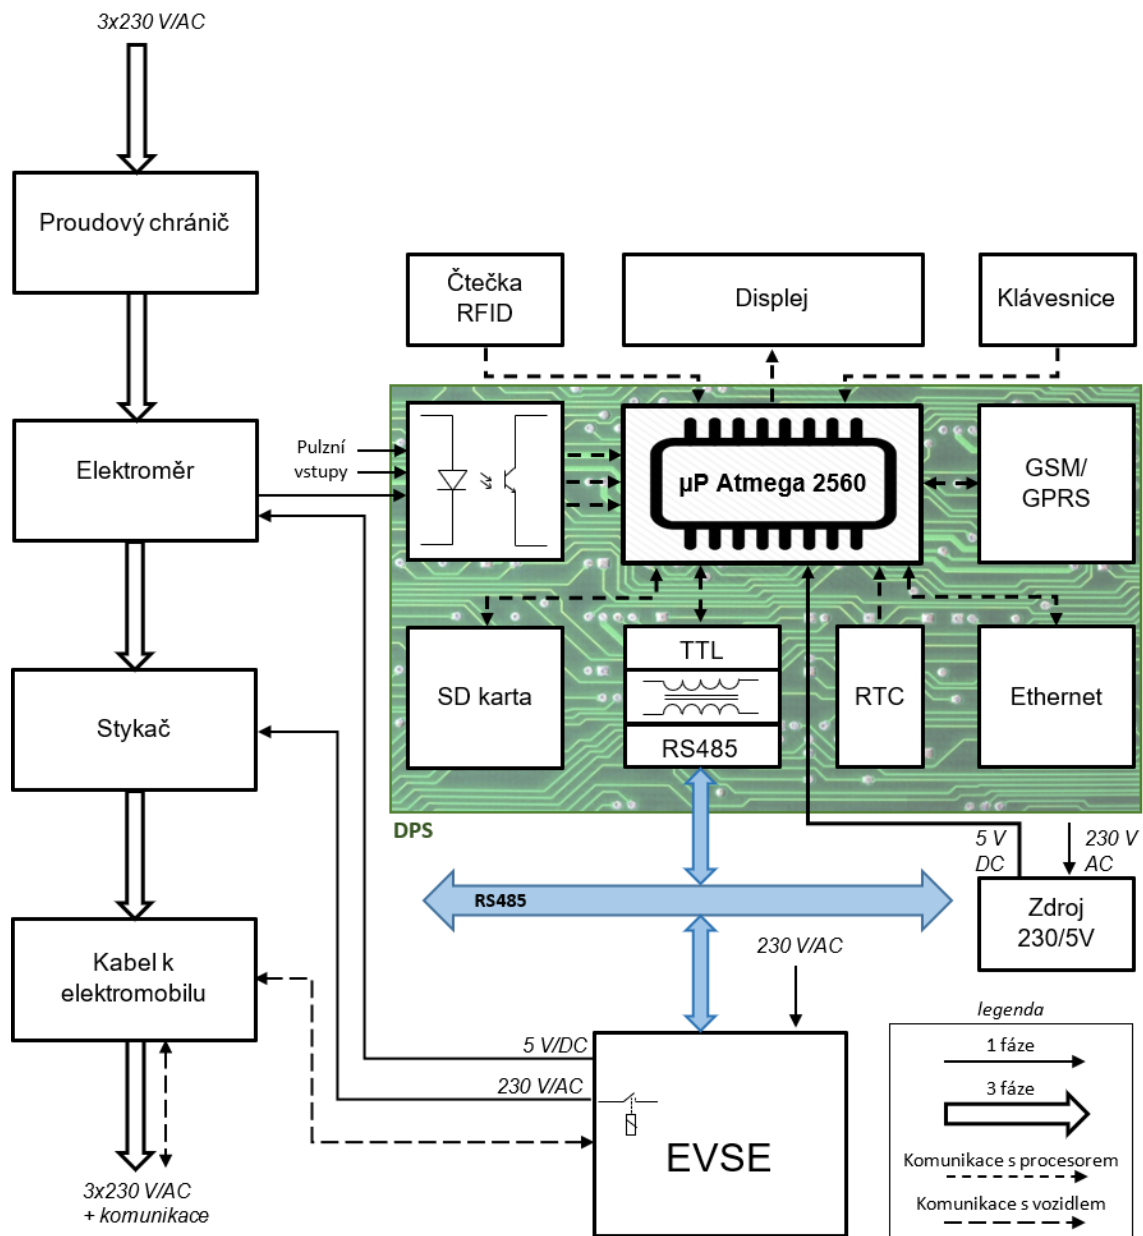 3x230 V/AC
Proudový chránič
Elektroměr
Stykač
Kabel k
elektromobilu
3x230 V/AC
+ komunikace
Čtečka
RFID
Displej
Klávesnice
Pulzní
vstupy
µP Atmega 2560
GSM/
GPRS
SD karta
TTL
RS485
RTC
Ethernet
DPS
5 V
DC
230 V
AC
Zdroj
230/5V
RS485
230 V/AC
5 V/DC
230 V/AC
EVSE
legenda
1 fáze
3 fáze
Komunikace s procesorem
Komunikace s vozidlem